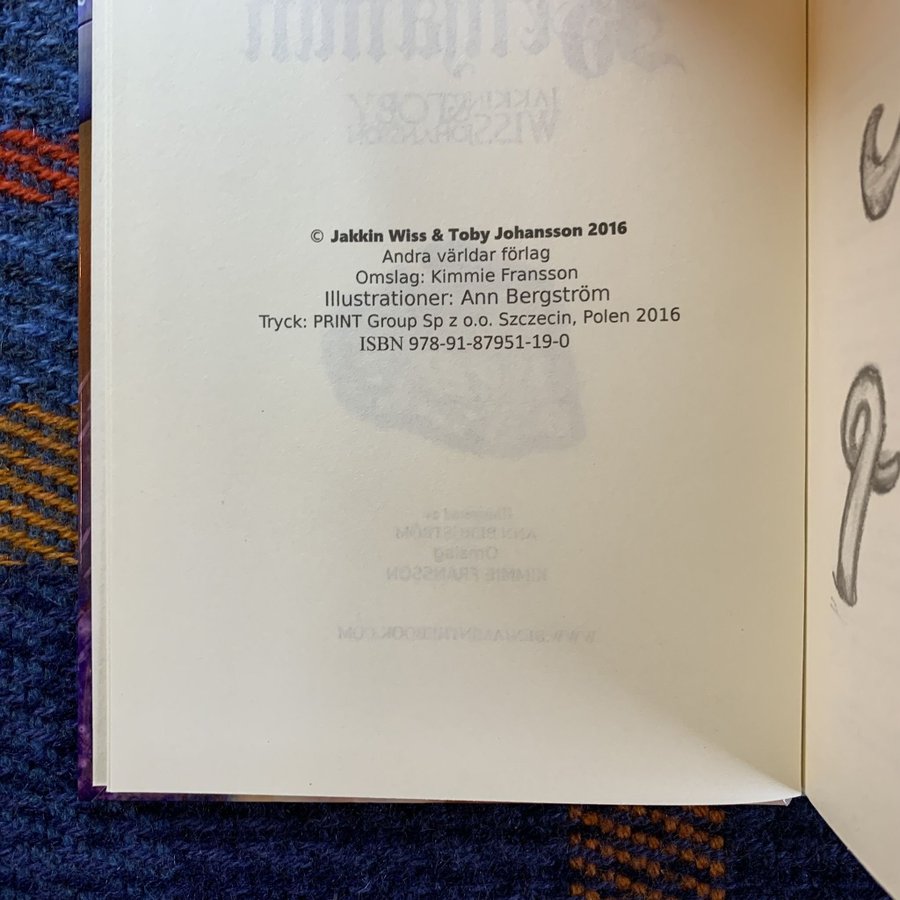 © Jakkin Wiss & Toby Johansson 2016
Andra världar förlag
Omslag: Kimmie Fransson
Illustrationer: Ann Bergström
Tryck: PRINT Group Sp z o.o. Szczecin, Polen 2016
ISBN 978-91-87951-19-0